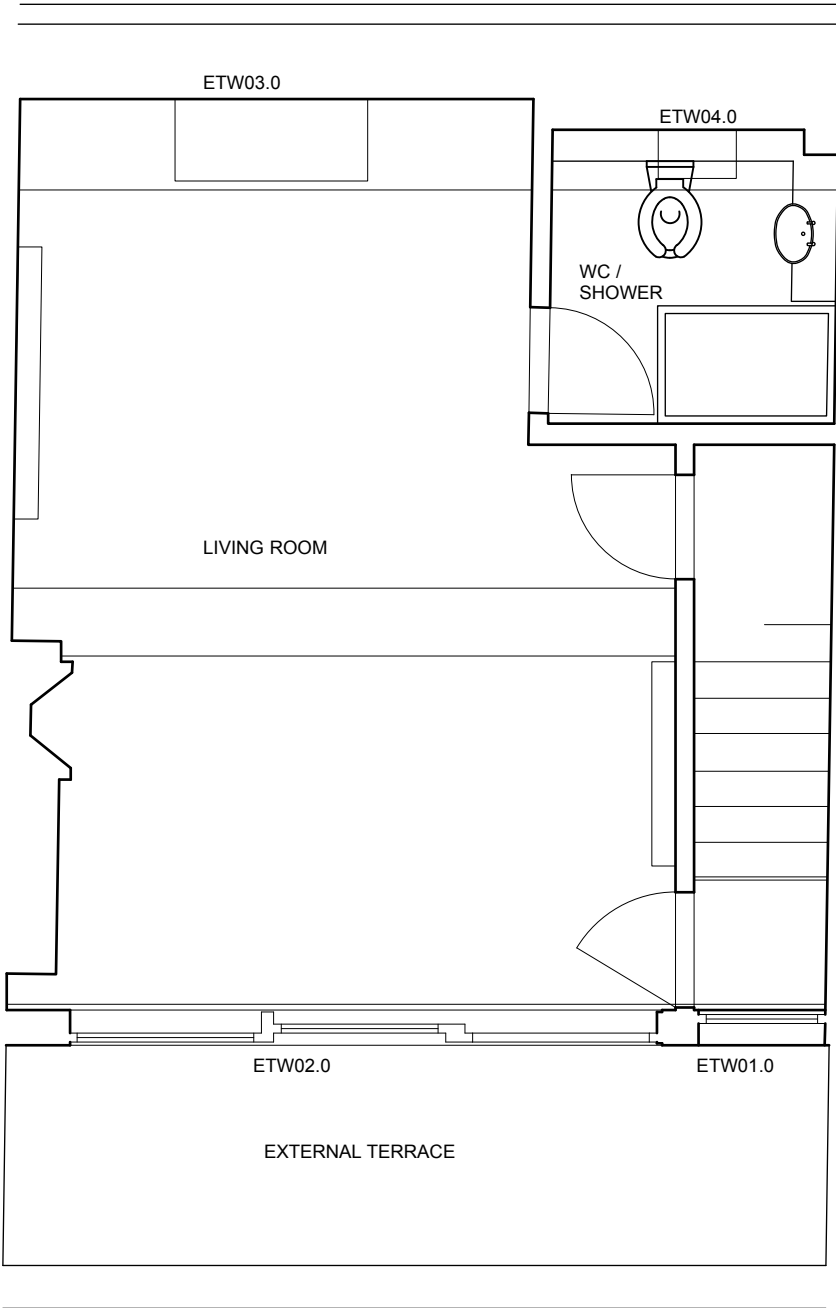 ETW03.0
ETW04.0
WC /
SHOWER
LIVING ROOM
ETW02.0
ETW01.0
EXTERNAL TERRACE